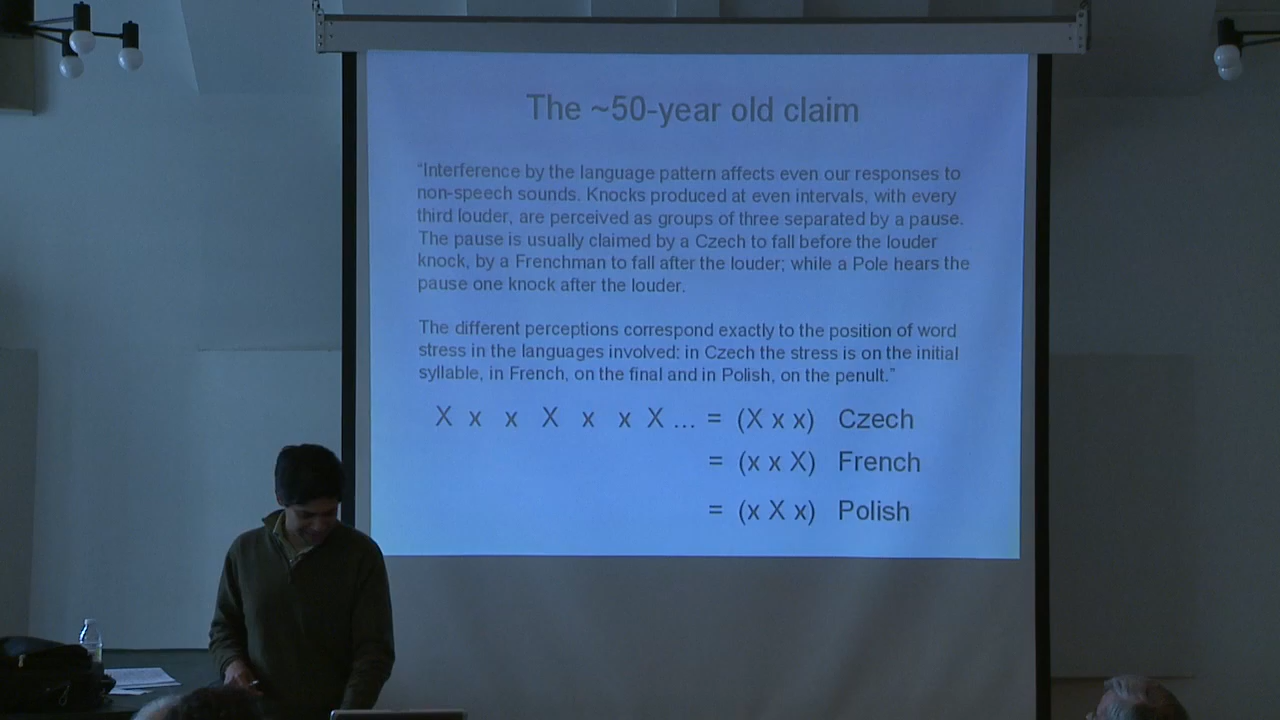 The ~50-year old claim
“Interference by the language pattern affects even our responses to
non-speech sounds. Knocks produced at even intervals, with every
third louder, are perceived as groups of three separated by a pause.
The pause is usually claimed by a Czech to fall before the louder
knock, by a Frenchman to fall after the louder; while a Pole hears the
pause one knock after the louder.
The different perceptions correspond exactly to the position of word
stress in the languages involved: in Czech the stress is on the initial
syllable, in French, on the final and in Polish, on the penult.”
X x x X x x X ... = (X x x) Czech
= (x x X) French
= (x X x) Polish